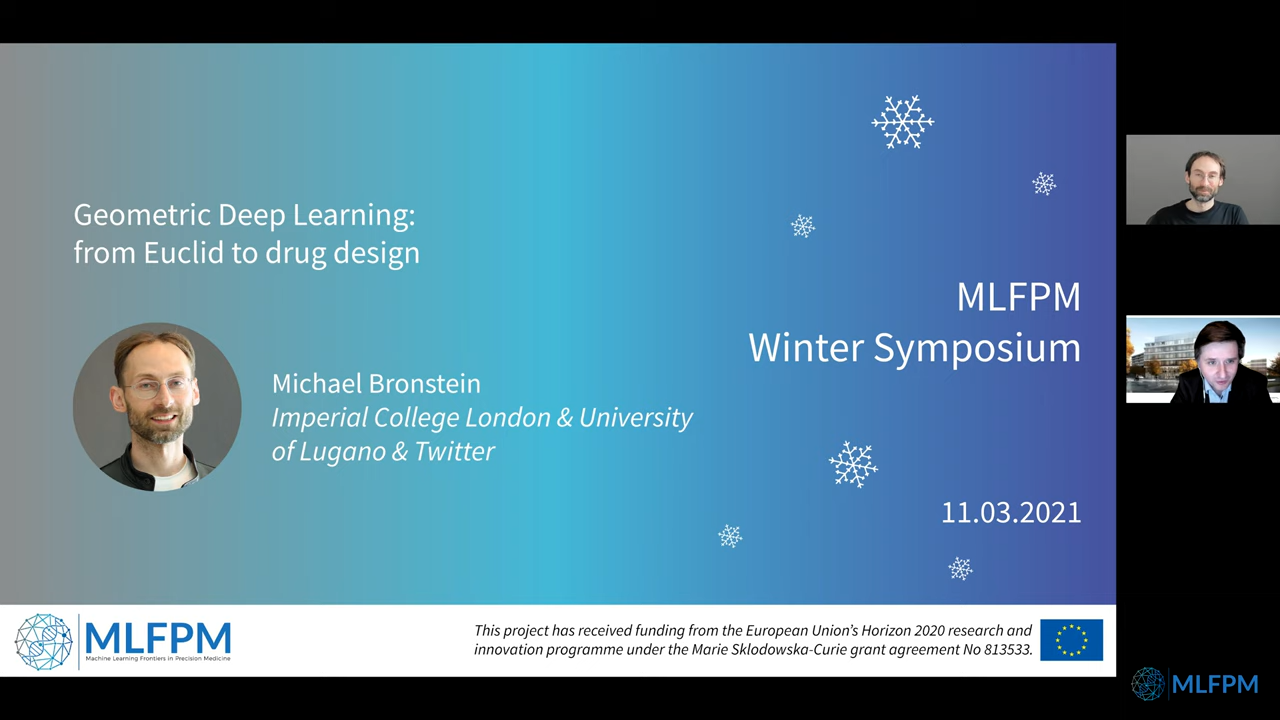 Geometric Deep Learning:
from Euclid to drug design
Michael Bronstein
Imperial College London & University
of Lugano & Twitter
MLFPM
Winter Symposium
11.03.2021
MLFPM
Machine Learning Frontiers in Precision Medicine
This project has received funding from the European Union's Horizon 2020 research and
innovation programme under the Marie Sklodowska-Curie grant agreement No 813533.
MLFPM